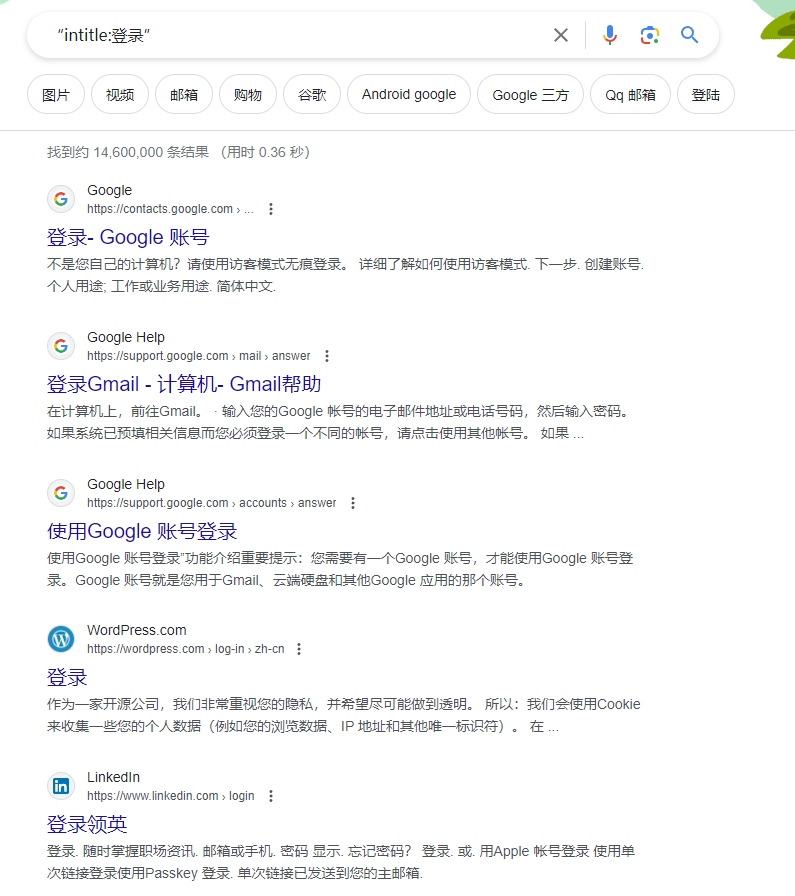 “intitle:登录“
图片 视频 邮箱 购物 谷歌 Android google Google 三方 Qq 邮箱 登陆
找到约 14,600,000 条结果 （用时 0.36 秒）
Google
https://contacts.google.com › ...
登录- Google 账号
不是您自己的计算机？请使用访客模式无痕登录。 详细了解如何使用访客模式. 下一步. 创建账号.
个人用途; 工作或业务用途. 简体中文.
Google Help
https://support.google.com › mail › answer
登录Gmail - 计算机- Gmail帮助
在计算机上，前往Gmail。 · 输入您的Google 帐号的电子邮件地址或电话号码，然后输入密码。
如果系统已预填相关信息而您必须登录一个不同的帐号，请点击使用其他帐号。 如果 ...
Google Help
https://support.google.com › accounts › answer
使用Google 账号登录
使用Google 账号登录”功能介绍重要提示：您需要有一个Google 账号，才能使用Google 账号登
录。Google 账号就是您用于Gmail、云端硬盘和其他Google 应用的那个账号。
WordPress.com
https://wordpress.com › log-in › zh-cn
登录
作为一家开源公司，我们非常重视您的隐私，并希望尽可能做到透明。 所以：我们会使用Cookie
来收集一些您的个人数据（例如您的浏览数据、IP 地址和其他唯一标识符）。 在 ...
LinkedIn
https://www.linkedin.com › login
登录领英
登录. 随时掌握职场资讯. 邮箱或手机. 密码 显示. 忘记密码？ 登录. 或. 用Apple 帐号登录 使用单
次链接登录使用Passkey 登录. 单次链接已发送到您的主邮箱.